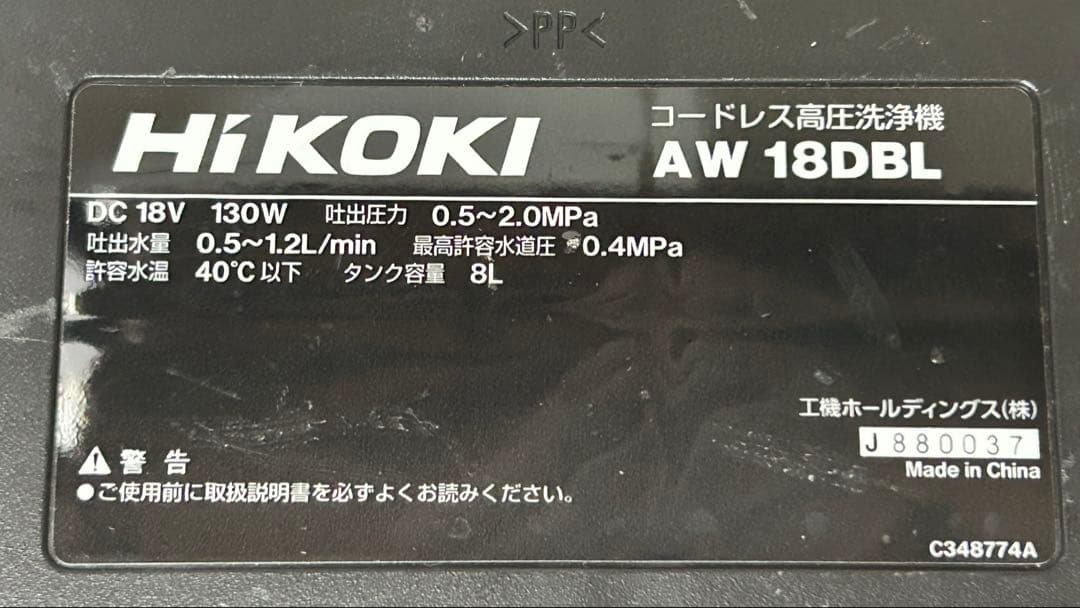 >PP<
HiKOKI
コードレス高圧洗浄機
AW 18DBL
DC 18V 130W 吐出圧力 0.5～2.0MPa
吐出水量 0.5～1.2L/min 最高許容水道圧 0.4MPa
許容水温 40℃以下 タンク容量 8L
工機ホールディングス(株)
J880037
Made in China
警告
●ご使用前に取扱説明書を必ずよくお読みください。
C348774A